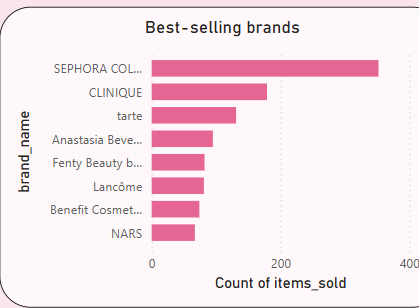 Best-selling brands
brand_name
SEPHORA COL...
CLINIQUE
tarte
Anastasia Beve...
Fenty Beauty b...
Lancôme
Benefit Cosmet...
NARS
0 200 400
Count of items_sold